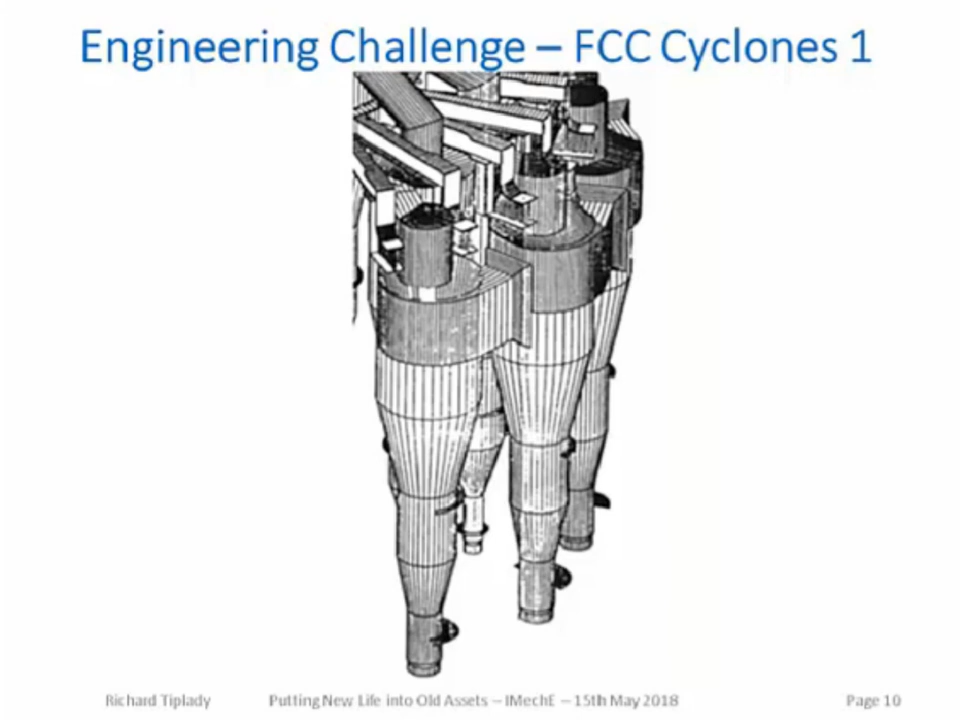 Engineering Challenge – FCC Cyclones 1
Richard Tiplady Putting New Life into Old Assets – IMechE – 15th May 2018 Page 10